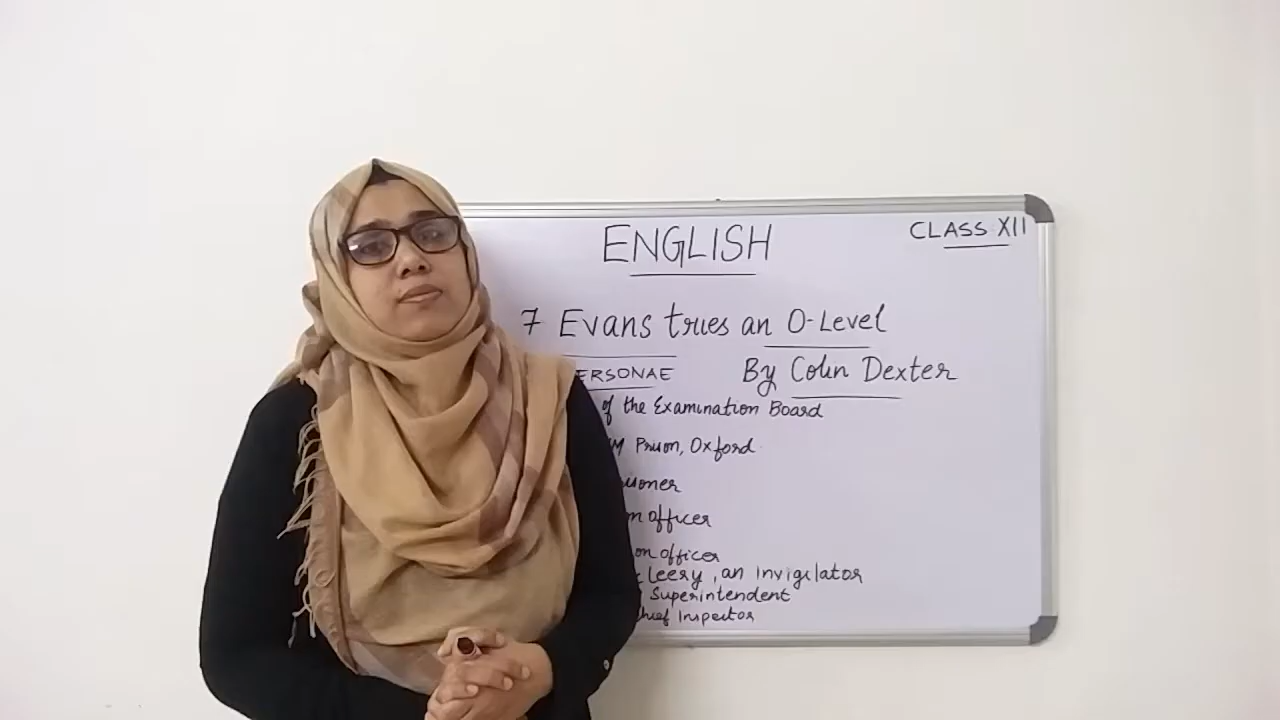 ENGLISH
CLASS XII
7 Evans tries an O-Level
ERSONAE
By Colin Dexter
of the Examination Board
M Prison, Oxford
isoner
n officer
on officer
cleery, an invigilator
Superintendent
hief Inspector